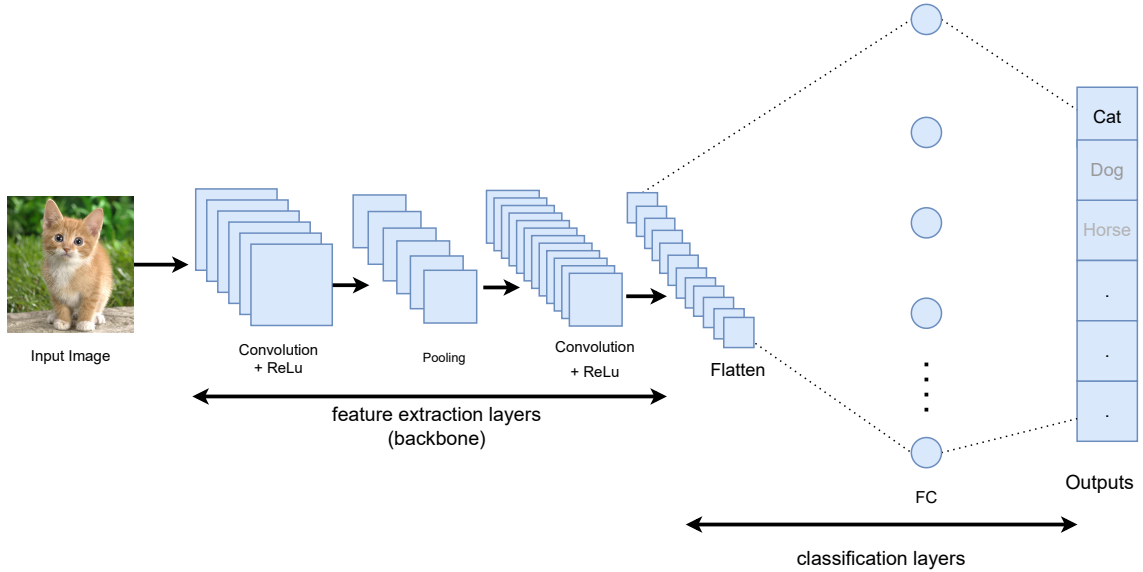 Input Image
Convolution
+ ReLu
Pooling
Convolution
+ ReLu
feature extraction layers
(backbone)
Flatten
FC
classification layers
Cat
Dog
Horse
.
.
.
Outputs